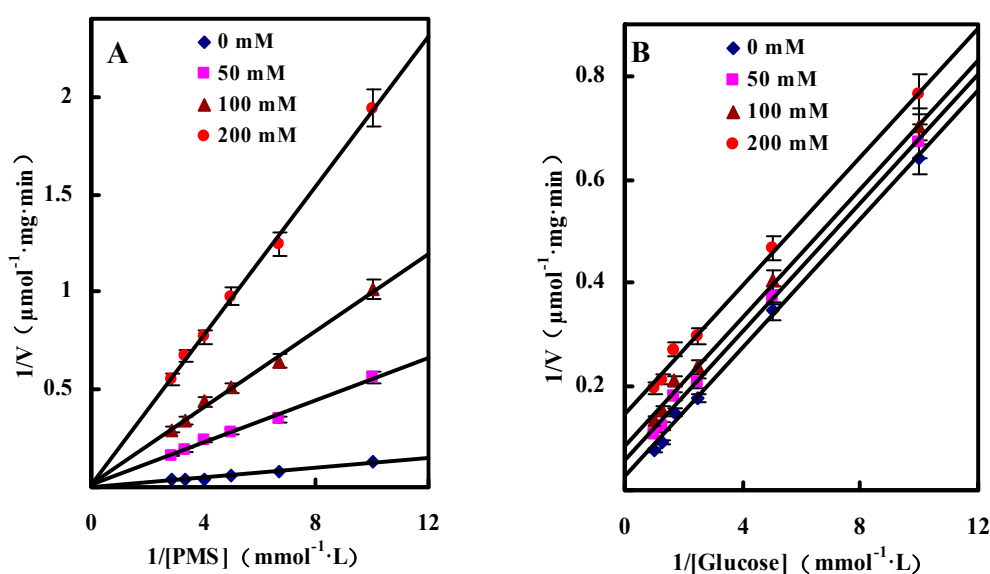 A
0 mM
50 mM
100 mM
200 mM
2
1.5
1
0.5
0 4 8 12
1/V（μmol⁻¹·mg·min）
1/[PMS]（mmol⁻¹·L）
B
0 mM
50 mM
100 mM
200 mM
0.8
0.6
0.4
0.2
0 4 8 12
1/V（μmol⁻¹·mg·min）
1/[Glucose]（mmol⁻¹·L）